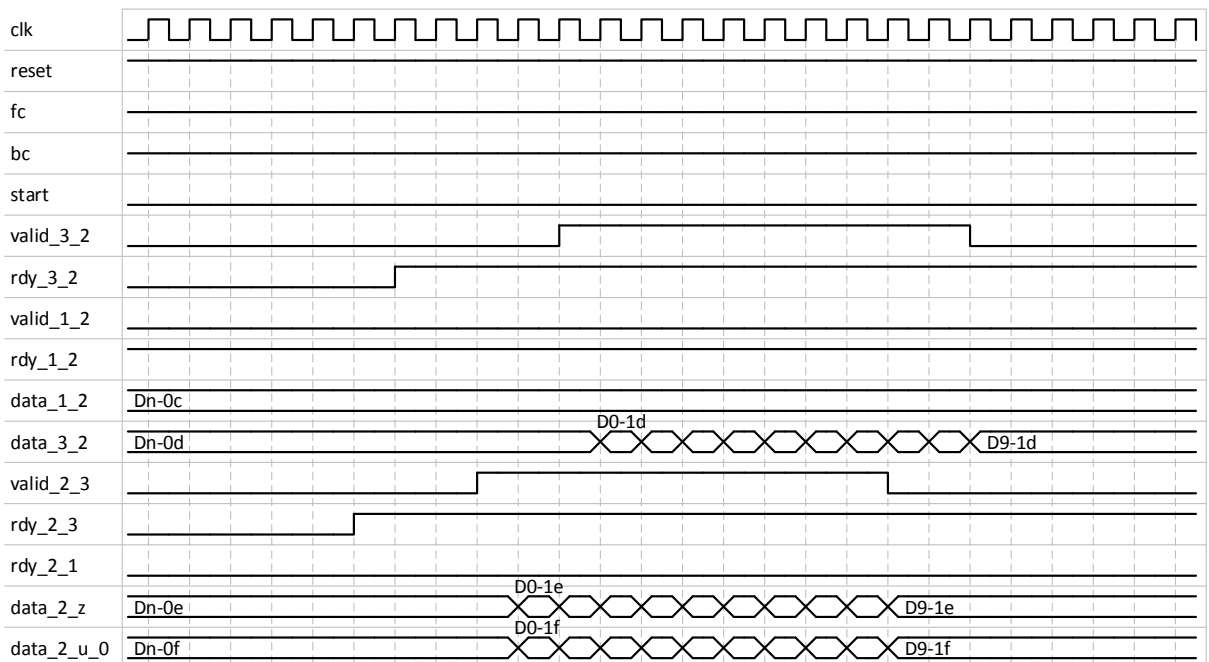 clk
reset
fc
bc
start
valid_3_2
rdy_3_2
valid_1_2
rdy_1_2
data_1_2 Dn-0c
D0-1d
data_3_2 Dn-0d D9-1d
valid_2_3
rdy_2_3
rdy_2_1
D0-1e
data_2_z Dn-0e D9-1e
D0-1f
data_2_u_0 Dn-0f D9-1f